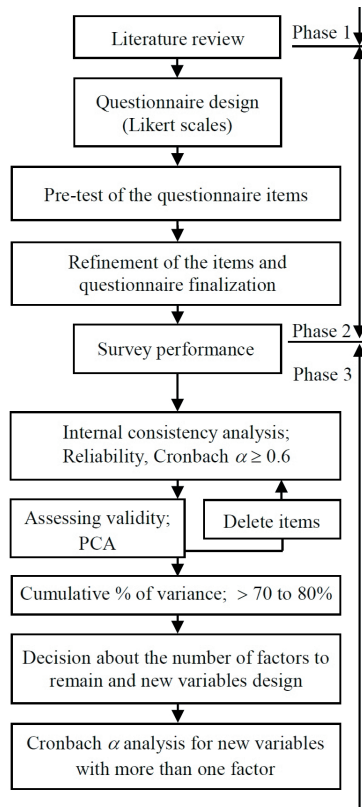 Literature review
Phase 1
Questionnaire design
(Likert scales)
Pre-test of the questionnaire items
Refinement of the items and
questionnaire finalization
Survey performance
Phase 2
Phase 3
Internal consistency analysis;
Reliability, Cronbach α ≥ 0.6
Assessing validity;
PCA
Delete items
Cumulative % of variance; > 70 to 80%
Decision about the number of factors to
remain and new variables design
Cronbach α analysis for new variables
with more than one factor